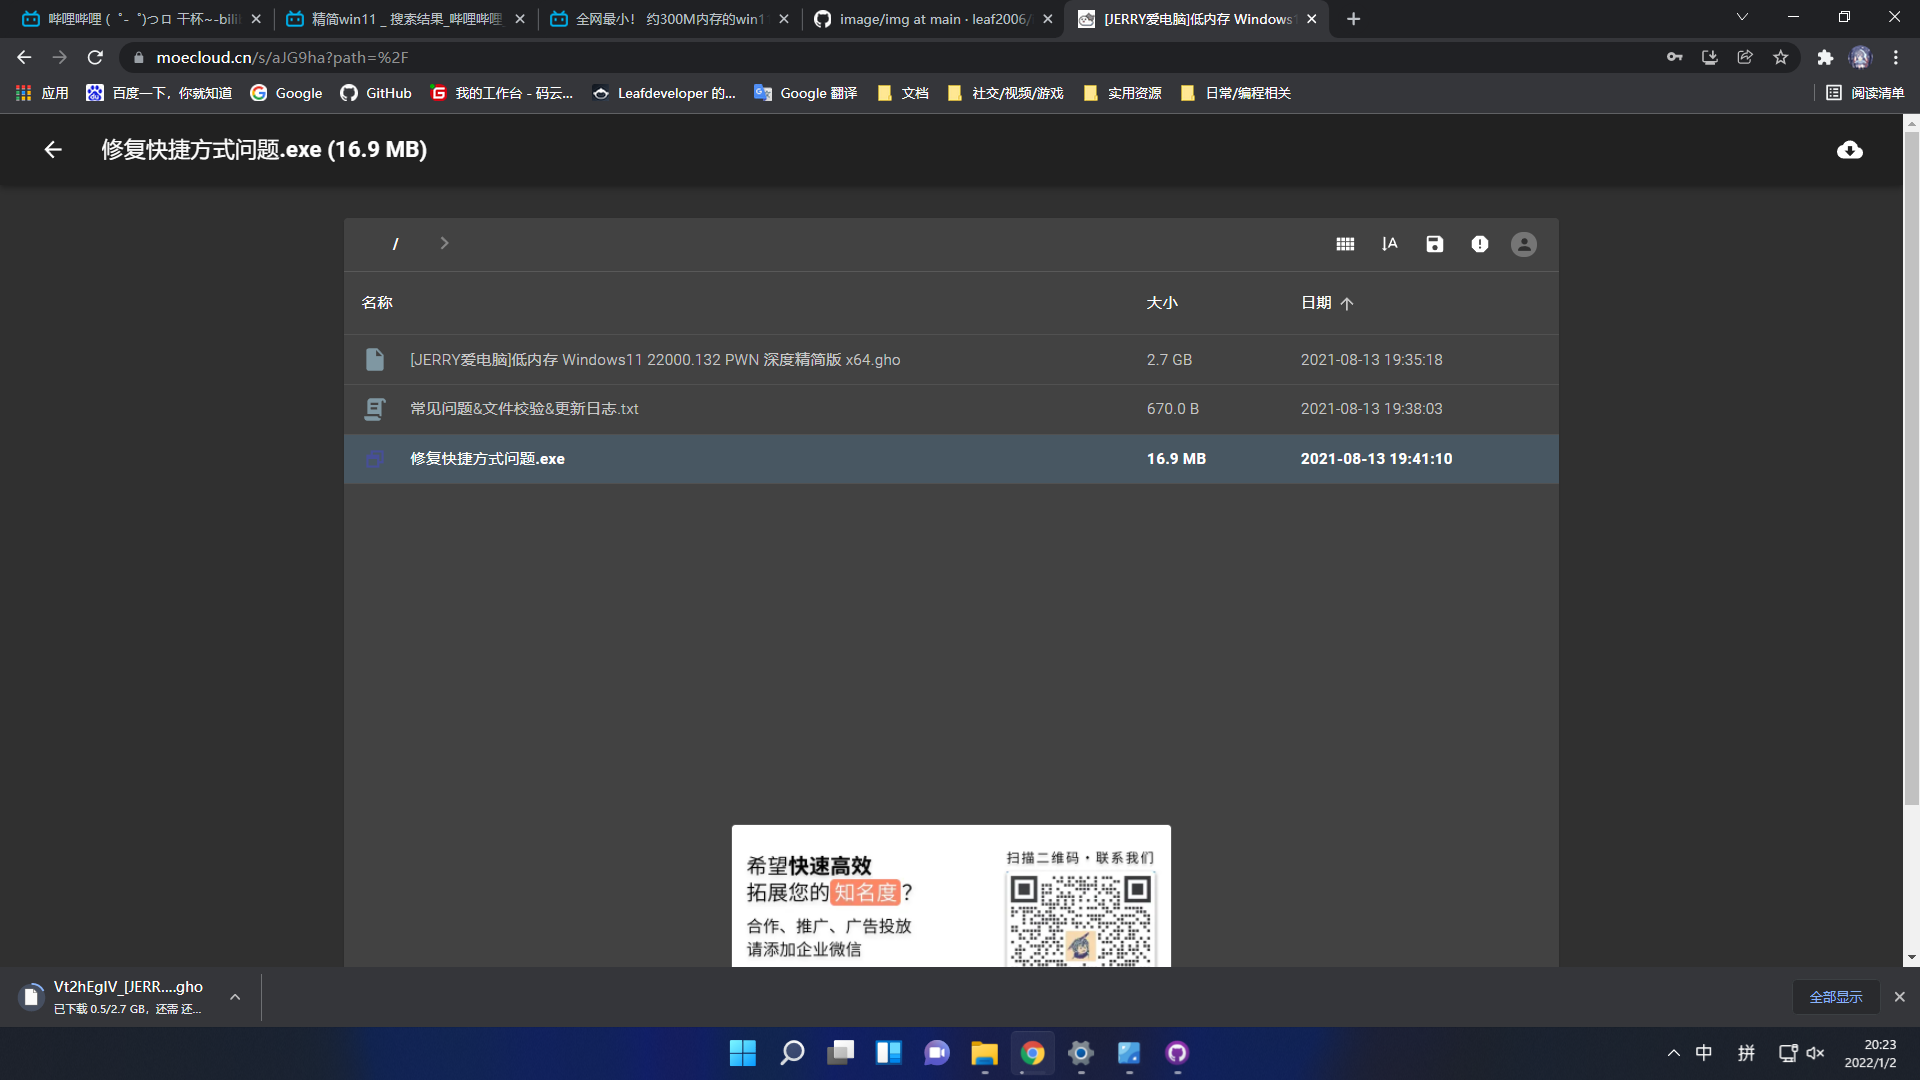 哔哩哔哩 ( ゜- ゜)つロ 干杯~-bili
精简win11 _ 搜索结果_哔哩哔哩_
全网最小！ 约300M内存的win1
image/img at main · leaf2006/
[JERRY爱电脑]低内存 Windows1
moecloud.cn/s/aJG9ha?path=%2F
应用
百度一下，你就知道
Google
GitHub
我的工作台 - 码云...
Leafdeveloper 的...
Google 翻译
文档
社交/视频/游戏
实用资源
日常/编程相关
阅读清单
修复快捷方式问题.exe (16.9 MB)
/
名称 大小 日期
[JERRY爱电脑]低内存 Windows11 22000.132 PWN 深度精简版 x64.gho 2.7 GB 2021-08-13 19:35:18
常见问题&文件校验&更新日志.txt 670.0 B 2021-08-13 19:38:03
修复快捷方式问题.exe 16.9 MB 2021-08-13 19:41:10
希望快速高效
拓展您的知名度？
合作、推广、广告投放
请添加企业微信
扫描二维码·联系我们
Vt2hEglV_[JERR....gho
已下载 0.5/2.7 GB，还需 还...
全部显示
中
拼
20:23
2022/1/2